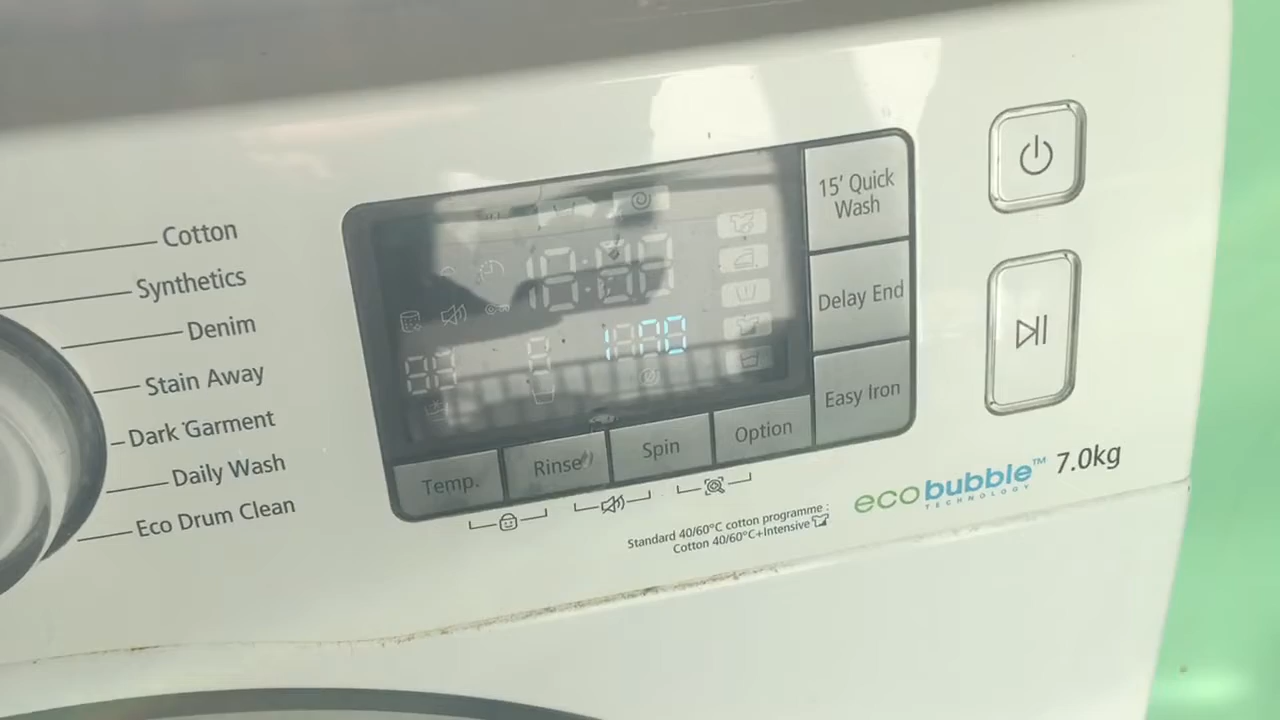 Cotton
Synthetics
Denim
Stain Away
Dark Garment
Daily Wash
Eco Drum Clean
15' Quick
Wash
Delay End
Easy Iron
Temp.
Rinse
Spin
Option
Standard 40/60°C cotton programme :
Cotton 40/60°C+Intensive
ecobubble™ 7.0kg
TECHNOLOGY